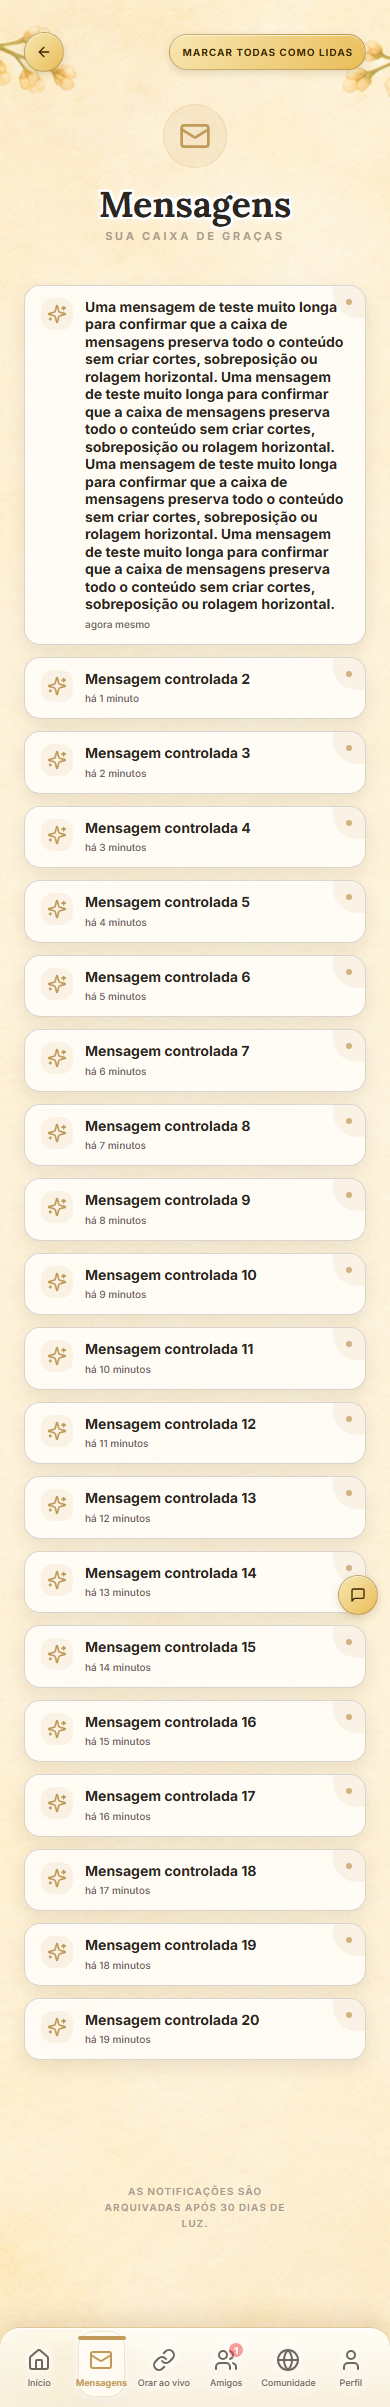 MARCAR TODAS COMO LIDAS
Mensagens
SUA CAIXA DE GRAÇAS
Uma mensagem de teste muito longa
para confirmar que a caixa de
mensagens preserva todo o conteúdo
sem criar cortes, sobreposição ou
rolagem horizontal. Uma mensagem
de teste muito longa para confirmar
que a caixa de mensagens preserva
todo o conteúdo sem criar cortes,
sobreposição ou rolagem horizontal.
Uma mensagem de teste muito longa
para confirmar que a caixa de
mensagens preserva todo o conteúdo
sem criar cortes, sobreposição ou
rolagem horizontal. Uma mensagem
de teste muito longa para confirmar
que a caixa de mensagens preserva
todo o conteúdo sem criar cortes,
sobreposição ou rolagem horizontal.
agora mesmo
Mensagem controlada 2
há 1 minuto
Mensagem controlada 3
há 2 minutos
Mensagem controlada 4
há 3 minutos
Mensagem controlada 5
há 4 minutos
Mensagem controlada 6
há 5 minutos
Mensagem controlada 7
há 6 minutos
Mensagem controlada 8
há 7 minutos
Mensagem controlada 9
há 8 minutos
Mensagem controlada 10
há 9 minutos
Mensagem controlada 11
há 10 minutos
Mensagem controlada 12
há 11 minutos
Mensagem controlada 13
há 12 minutos
Mensagem controlada 14
há 13 minutos
Mensagem controlada 15
há 14 minutos
Mensagem controlada 16
há 15 minutos
Mensagem controlada 17
há 16 minutos
Mensagem controlada 18
há 17 minutos
Mensagem controlada 19
há 18 minutos
Mensagem controlada 20
há 19 minutos
AS NOTIFICAÇÕES SÃO
ARQUIVADAS APÓS 30 DIAS DE
LUZ.
1
Início Mensagens Orar ao vivo Amigos Comunidade Perfil